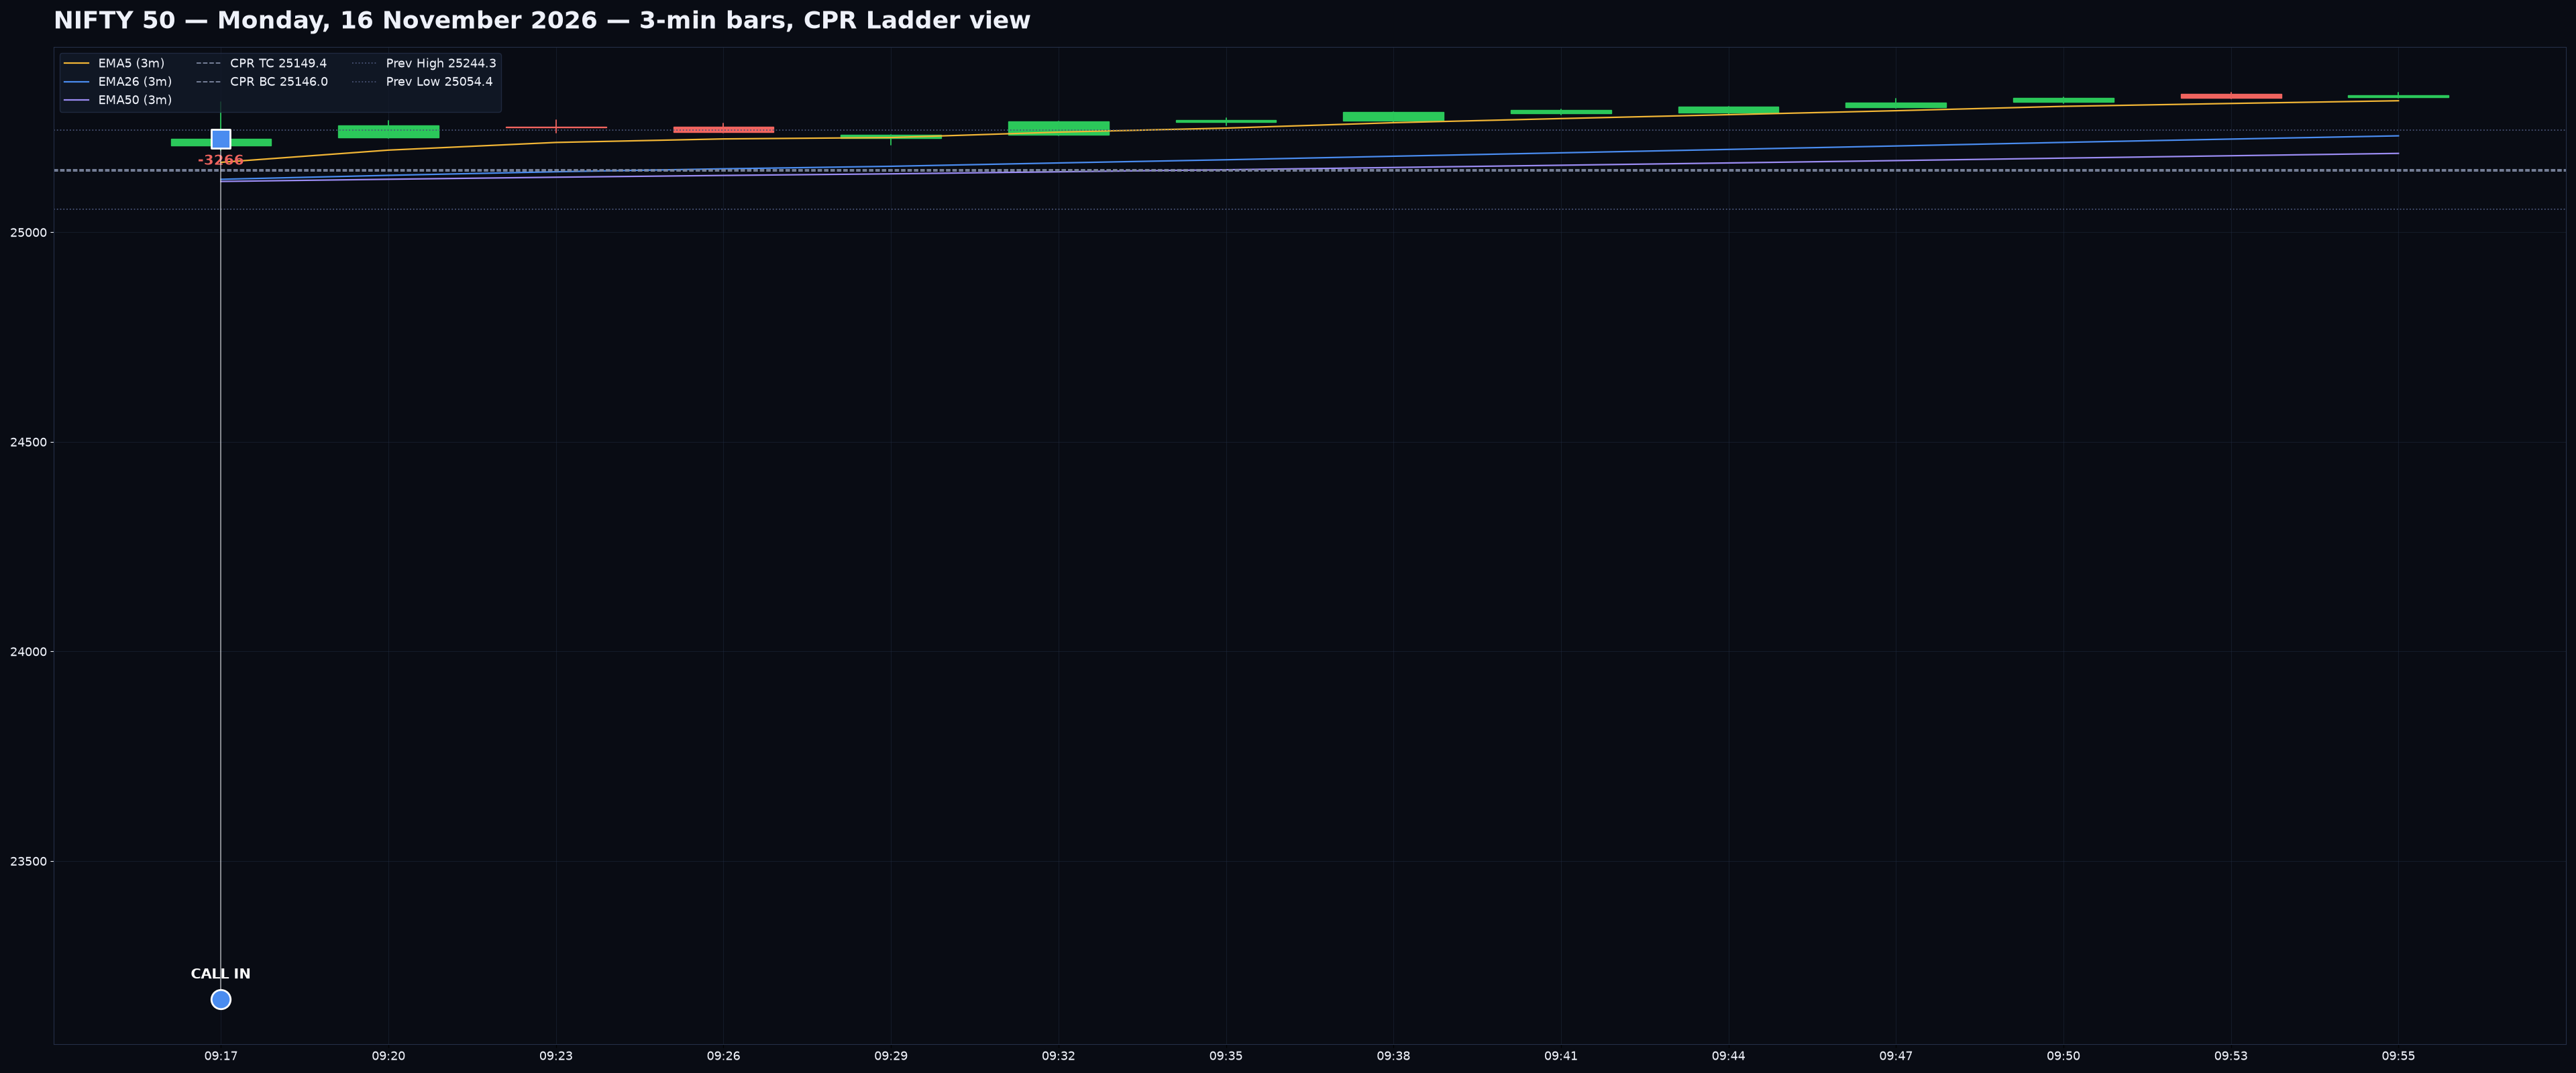 NIFTY 50 — Monday, 16 November 2026 — 3-min bars, CPR Ladder view
EMA5 (3m) CPR TC 25149.4 Prev High 25244.3
EMA26 (3m) CPR BC 25146.0 Prev Low 25054.4
EMA50 (3m)
-3266
25000
24500
24000
23500
CALL IN
09:17 09:20 09:23 09:26 09:29 09:32 09:35 09:38 09:41 09:44 09:47 09:50 09:53 09:55